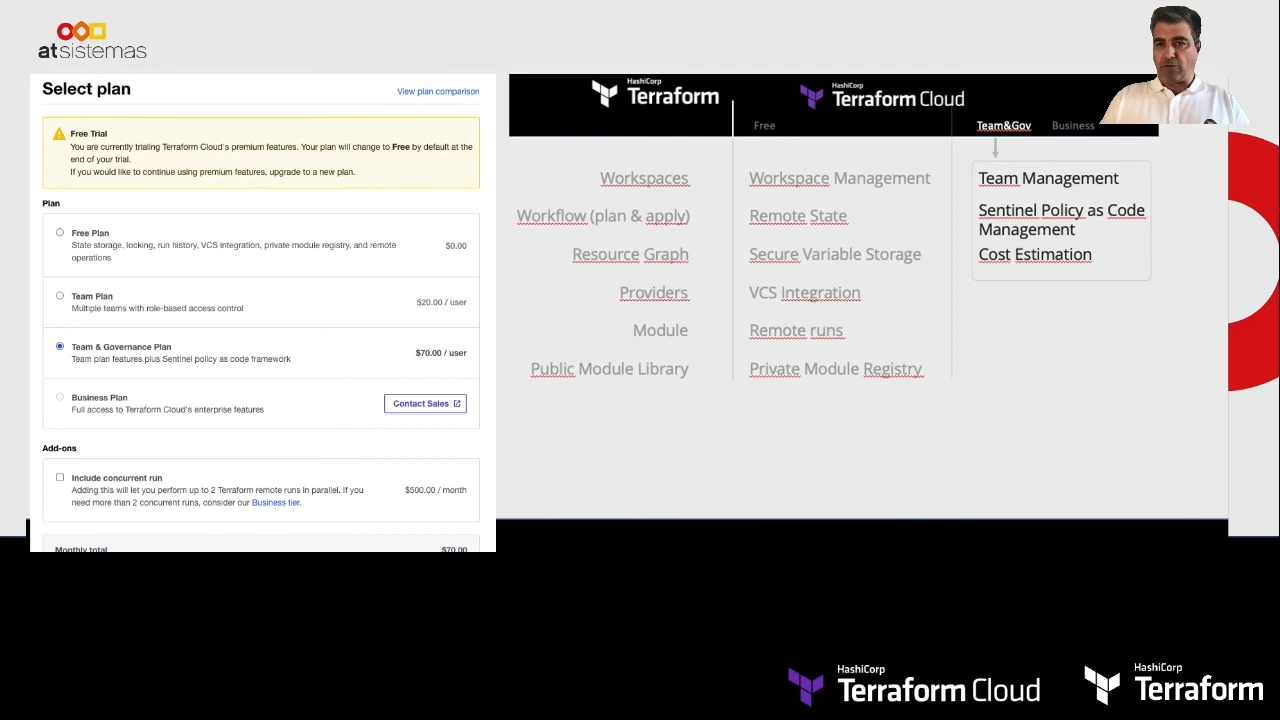 atsistemas
Select plan
View plan comparison
Free Trial
You are currently trialing Terraform Cloud's premium features. Your plan will change to Free by default at the
end of your trial.
If you would like to continue using premium features, upgrade to a new plan.
Plan
Free Plan
State storage, locking, run history, VCS integration, private module registry, and remote
operations
$0.00
Team Plan
Multiple teams with role-based access control
$20.00 / user
Team & Governance Plan
Team plan features plus Sentinel policy as code framework
$70.00 / user
Business Plan
Full access to Terraform Cloud's enterprise features
Contact Sales
Add-ons
Include concurrent run
Adding this will let you perform up to 2 Terraform remote runs in parallel. If you
need more than 2 concurrent runs, consider our Business tier.
$500.00 / month
Monthly total
$70.00
HashiCorp
Terraform
HashiCorp
Terraform Cloud
Free
Team&Gov
Business
Workspaces
Workflow (plan & apply)
Resource Graph
Providers
Module
Public Module Library
Workspace Management
Remote State
Secure Variable Storage
VCS Integration
Remote runs
Private Module Registry
Team Management
Sentinel Policy as Code
Management
Cost Estimation
HashiCorp
Terraform Cloud
HashiCorp
Terraform